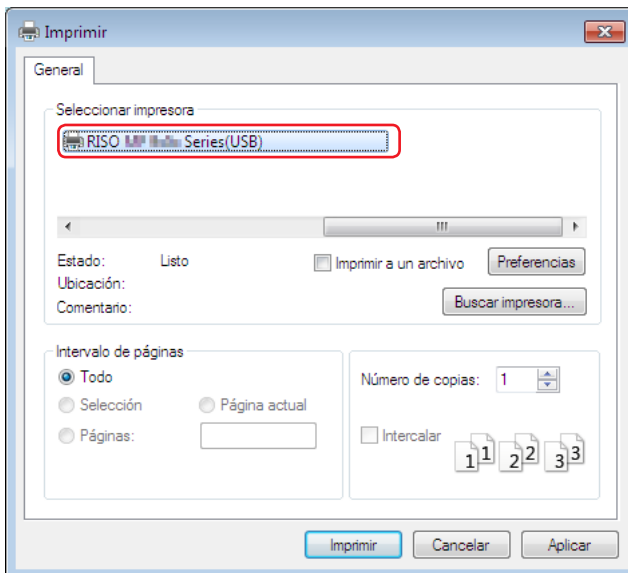 Imprimir
General
Seleccionar impresora
RISO Series(USB)
Estado: Listo
Imprimir a un archivo
Preferencias
Ubicación:
Comentario:
Buscar impresora...
Intervalo de páginas
Todo
Selección
Página actual
Páginas:
Número de copias: 1
Intercalar
1 1 2 2 3 3
Imprimir
Cancelar
Aplicar